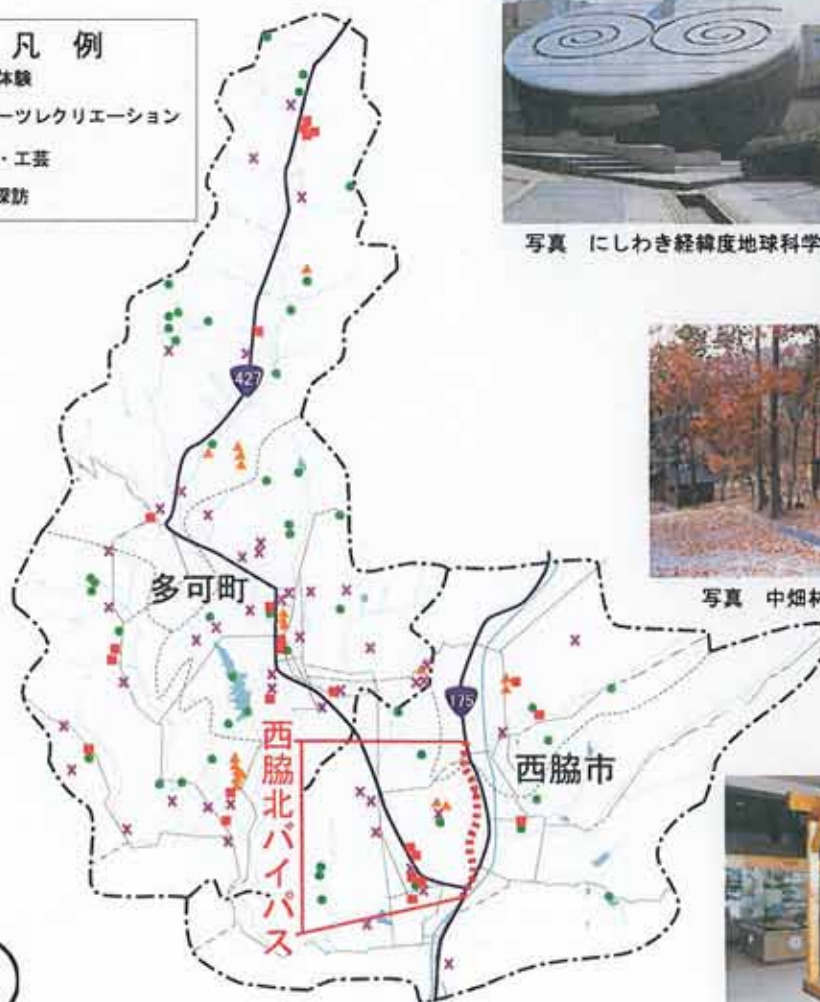 凡 例
体験
ーツレクリエーション
・工芸
探訪
写真 にしわき経緯度地球科学
427
写真 中畑林
多可町
175
西脇市
西脇北バイパス